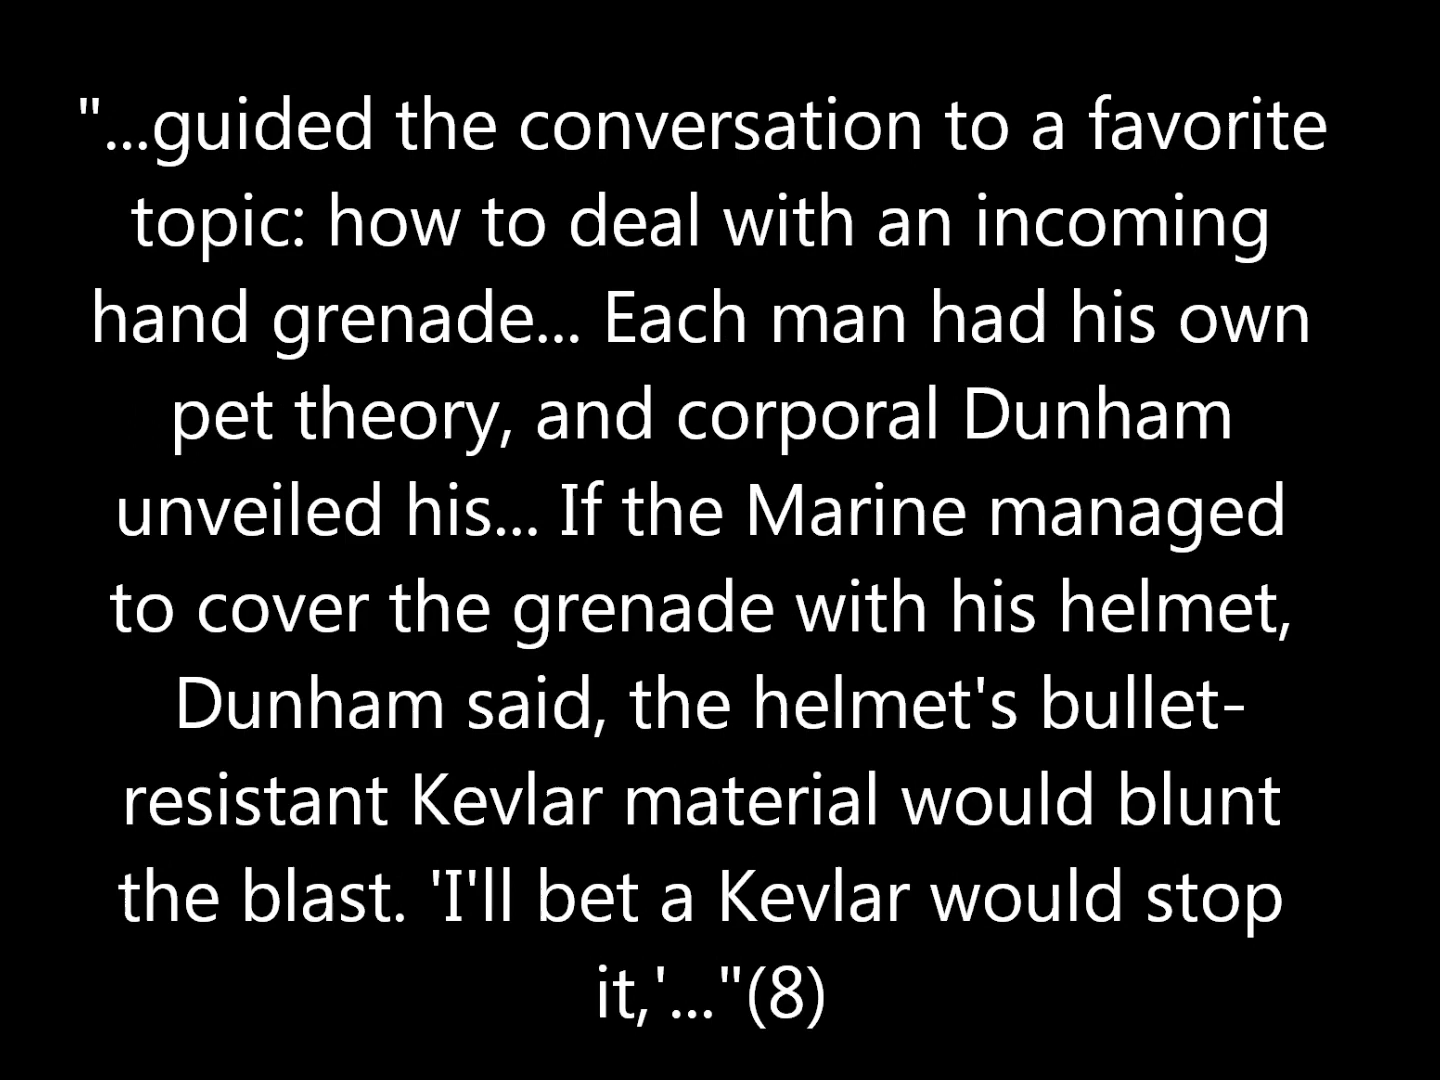 "...guided the conversation to a favorite
topic: how to deal with an incoming
hand grenade... Each man had his own
pet theory, and corporal Dunham
unveiled his... If the Marine managed
to cover the grenade with his helmet,
Dunham said, the helmet's bullet-
resistant Kevlar material would blunt
the blast. 'I'll bet a Kevlar would stop
it,'..."(8)